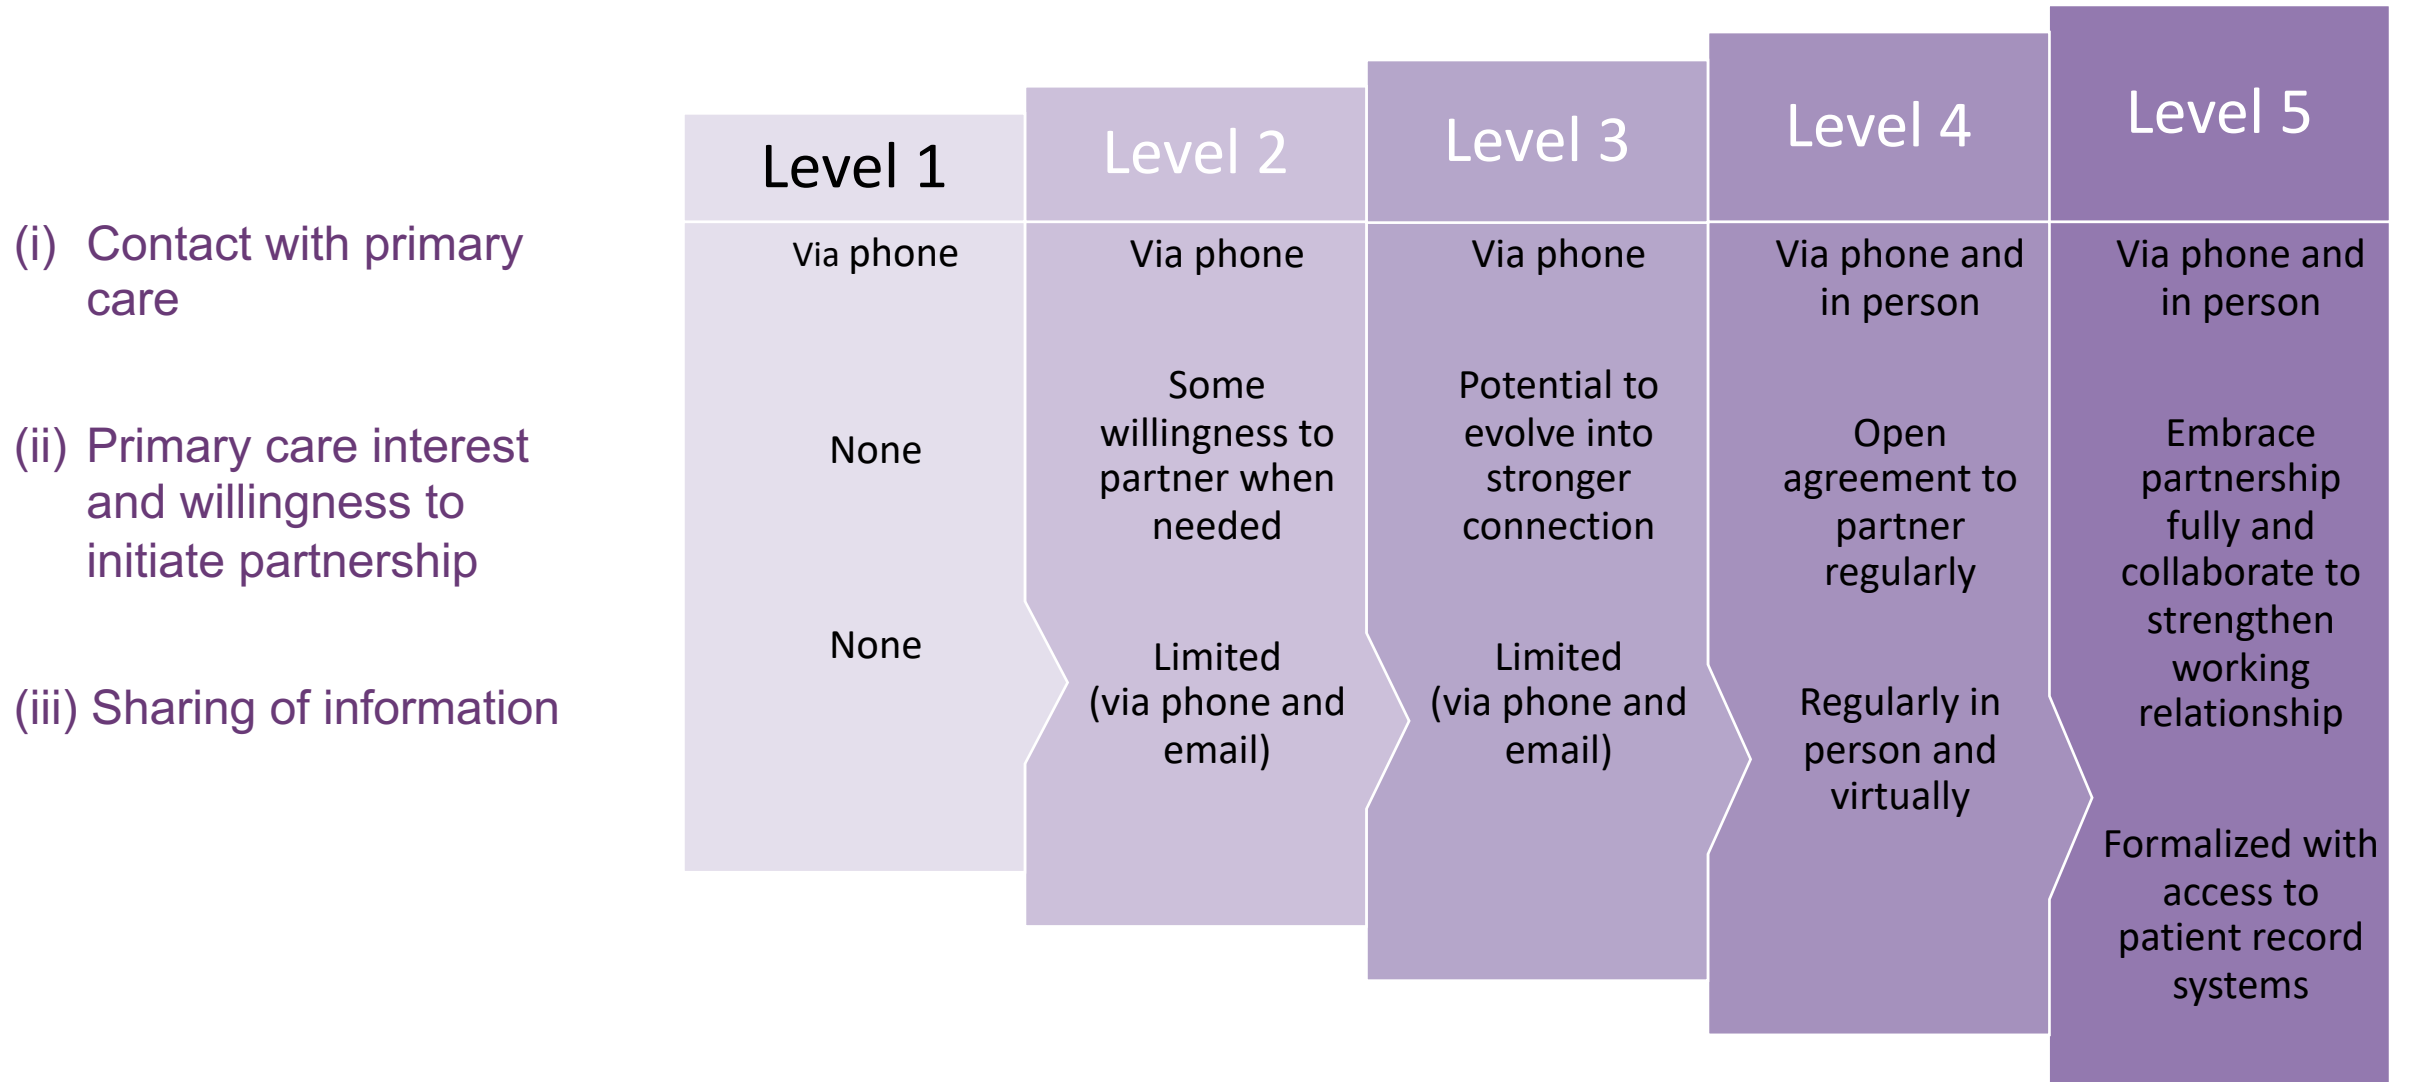 (i) Contact with primary
care
(ii) Primary care interest
and willingness to
initiate partnership
(iii) Sharing of information
Level 1
Via phone
None
None
Level 2
Via phone
Some
willingness to
partner when
needed
Limited
(via phone and
email)
Level 3
Via phone
Potential to
evolve into
stronger
connection
Limited
(via phone and
email)
Level 4
Via phone and
in person
Open
agreement to
partner
regularly
Regularly in
person and
virtually
Level 5
Via phone and
in person
Embrace
partnership
fully and
collaborate to
strengthen
working
relationship
Formalized with
access to
patient record
systems